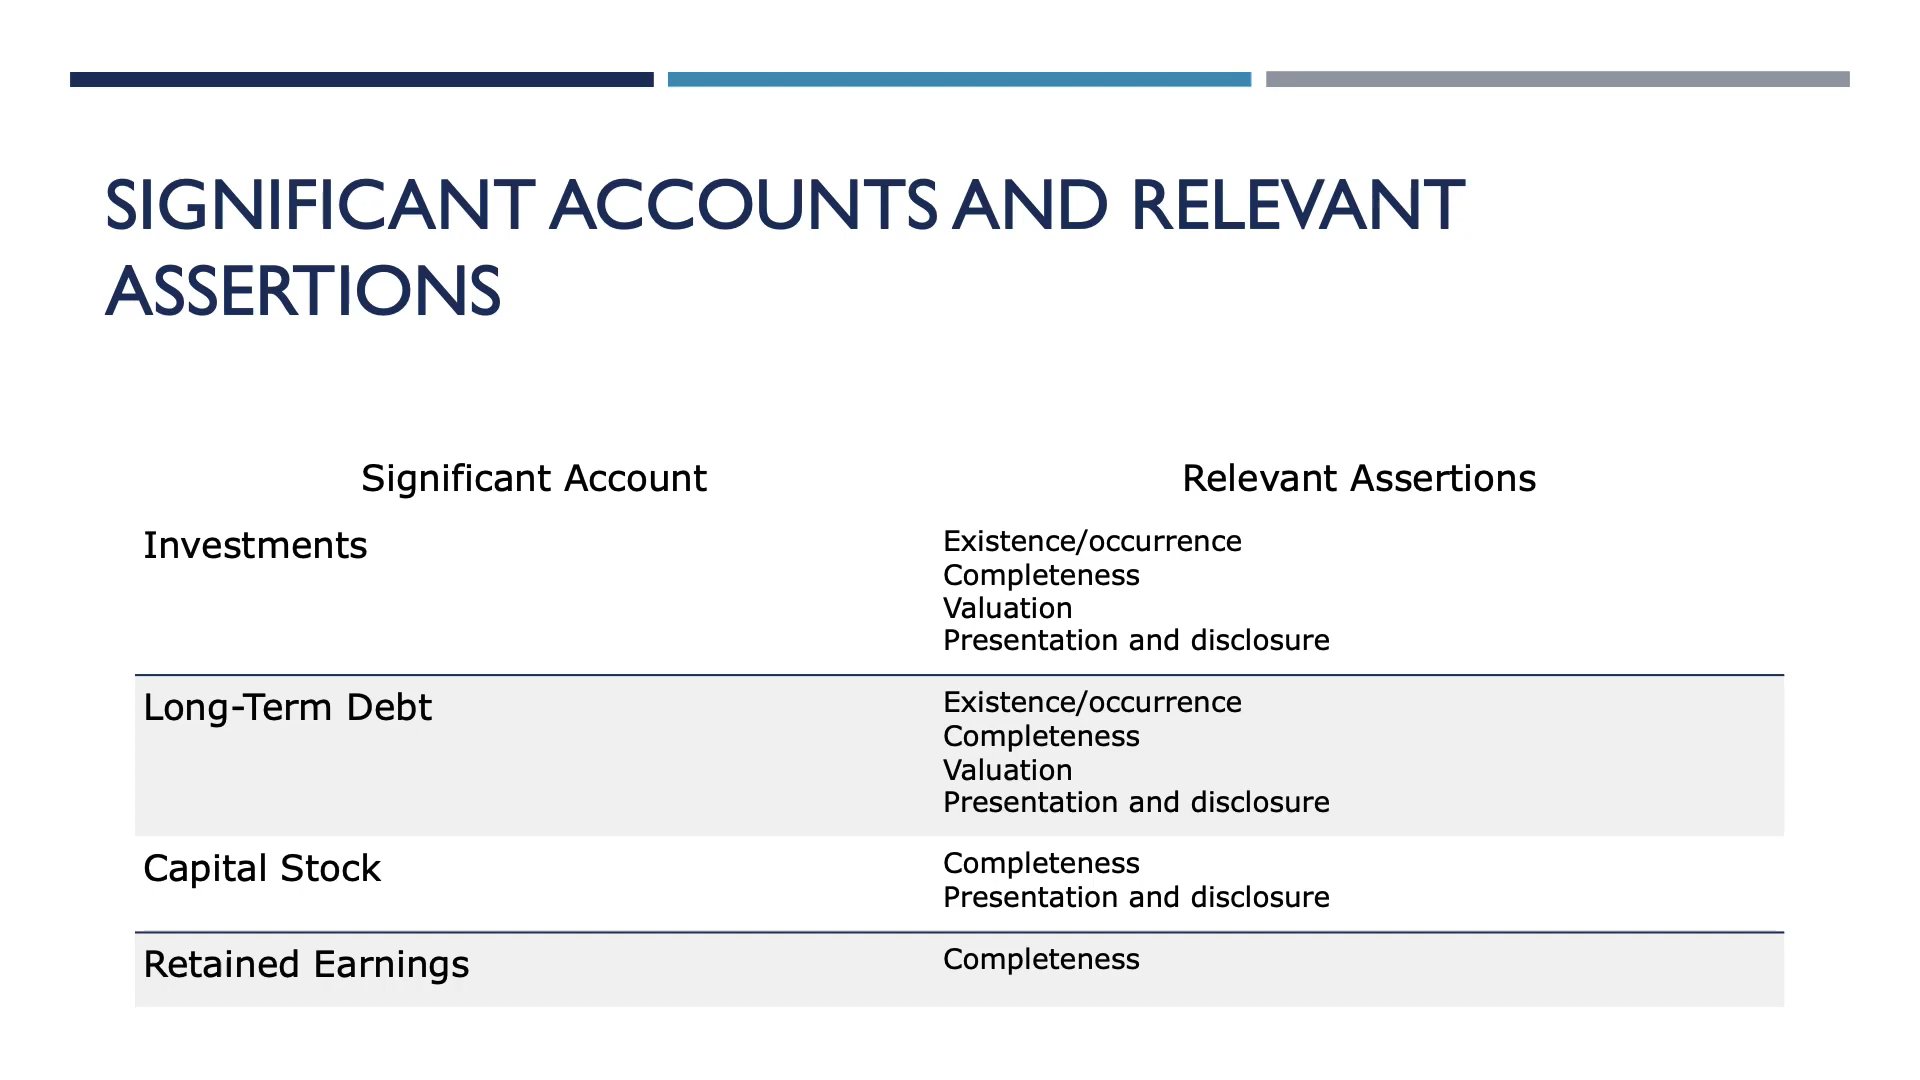 SIGNIFICANT ACCOUNTS AND RELEVANT
ASSERTIONS
Significant Account
Relevant Assertions
Investments
Existence/occurrence
Completeness
Valuation
Presentation and disclosure
Long-Term Debt
Existence/occurrence
Completeness
Valuation
Presentation and disclosure
Capital Stock
Completeness
Presentation and disclosure
Retained Earnings
Completeness